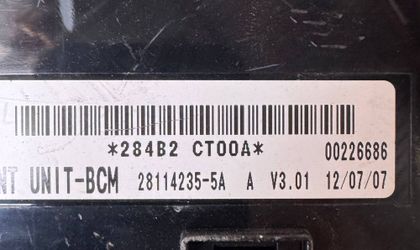 *284B2 CT00A* 00226686
NT UNIT-BCM 28114235-5A A V3.01 12/07/07